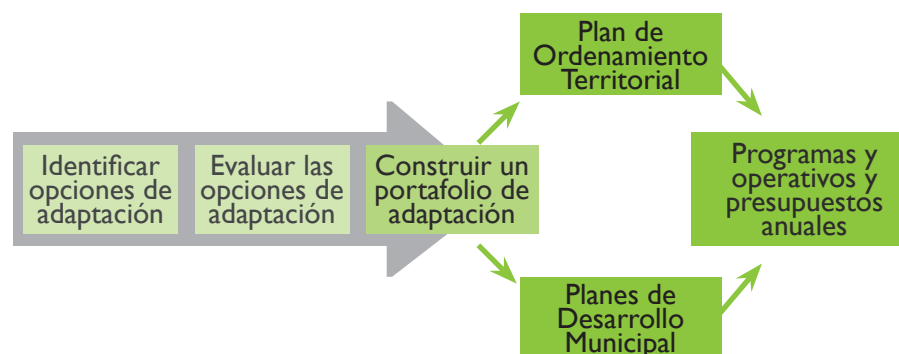 Identificar
opciones de
adaptación
Evaluar las
opciones de
adaptación
Construir un
portafolio de
adaptación
Plan de
Ordenamiento
Territorial
Planes de
Desarrollo
Municipal
Programas y
operativos y
presupuestos
anuales